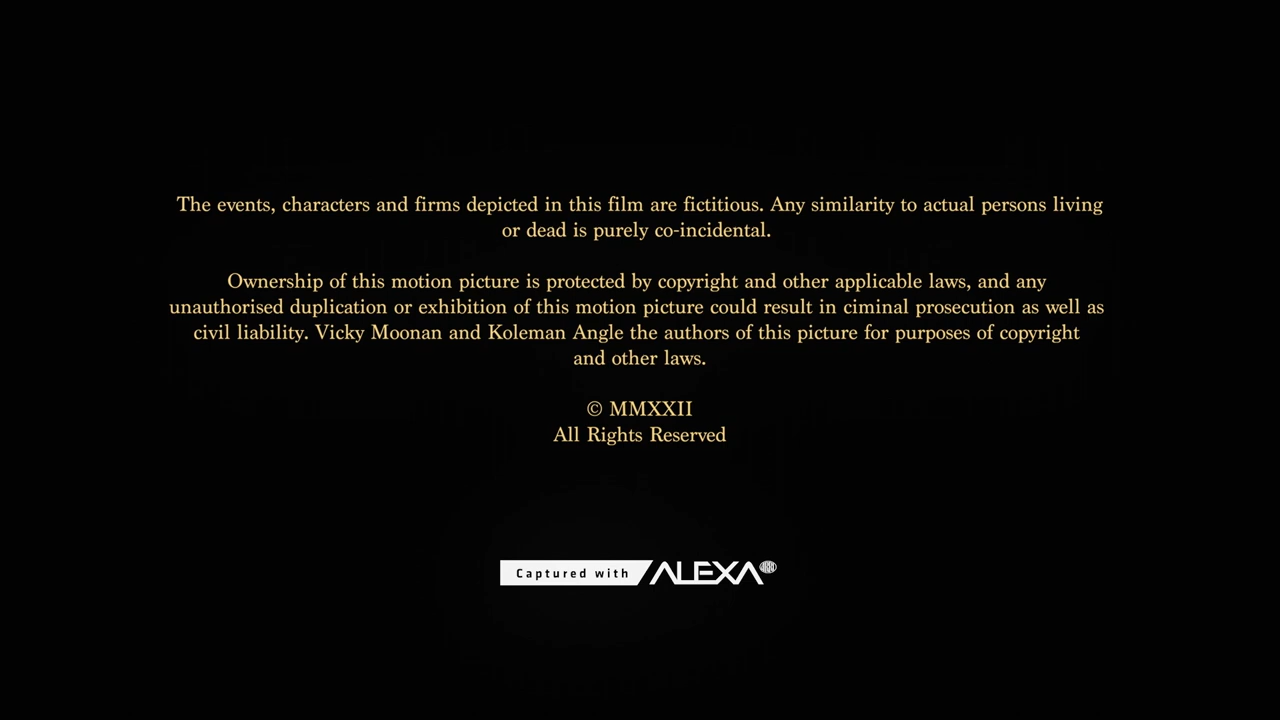 The events, characters and firms depicted in this film are fictitious. Any similarity to actual persons living
or dead is purely co-incidental.
Ownership of this motion picture is protected by copyright and other applicable laws, and any
unauthorised duplication or exhibition of this motion picture could result in ciminal prosecution as well as
civil liability. Vicky Moonan and Koleman Angle the authors of this picture for purposes of copyright
and other laws.
© MMXXII
All Rights Reserved
Captured with ALEXA ARRI